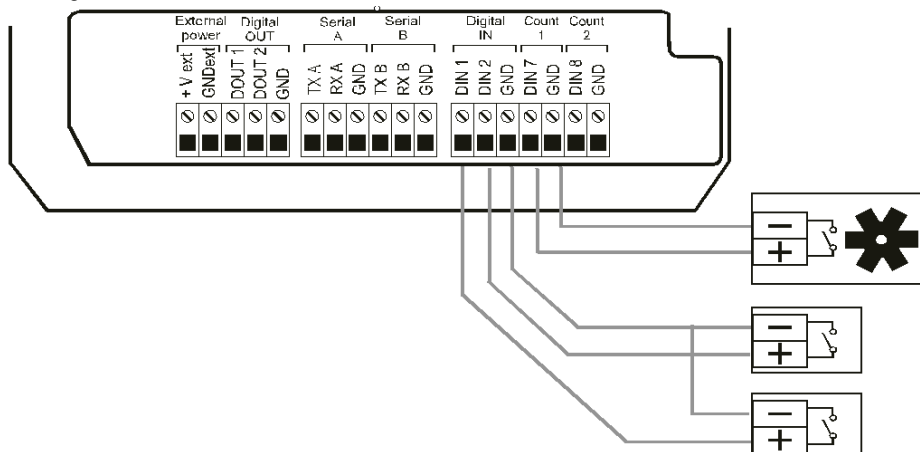 External Digital Serial Serial Digital Count Count
power OUT A B IN 1 2
+ V ext
GNDext
DOUT 1
DOUT 2
GND
TX A
RX A
GND
TX B
RX B
GND
DIN 1
DIN 2
GND
DIN 7
GND
DIN 8
GND
−
+
−
+
−
+